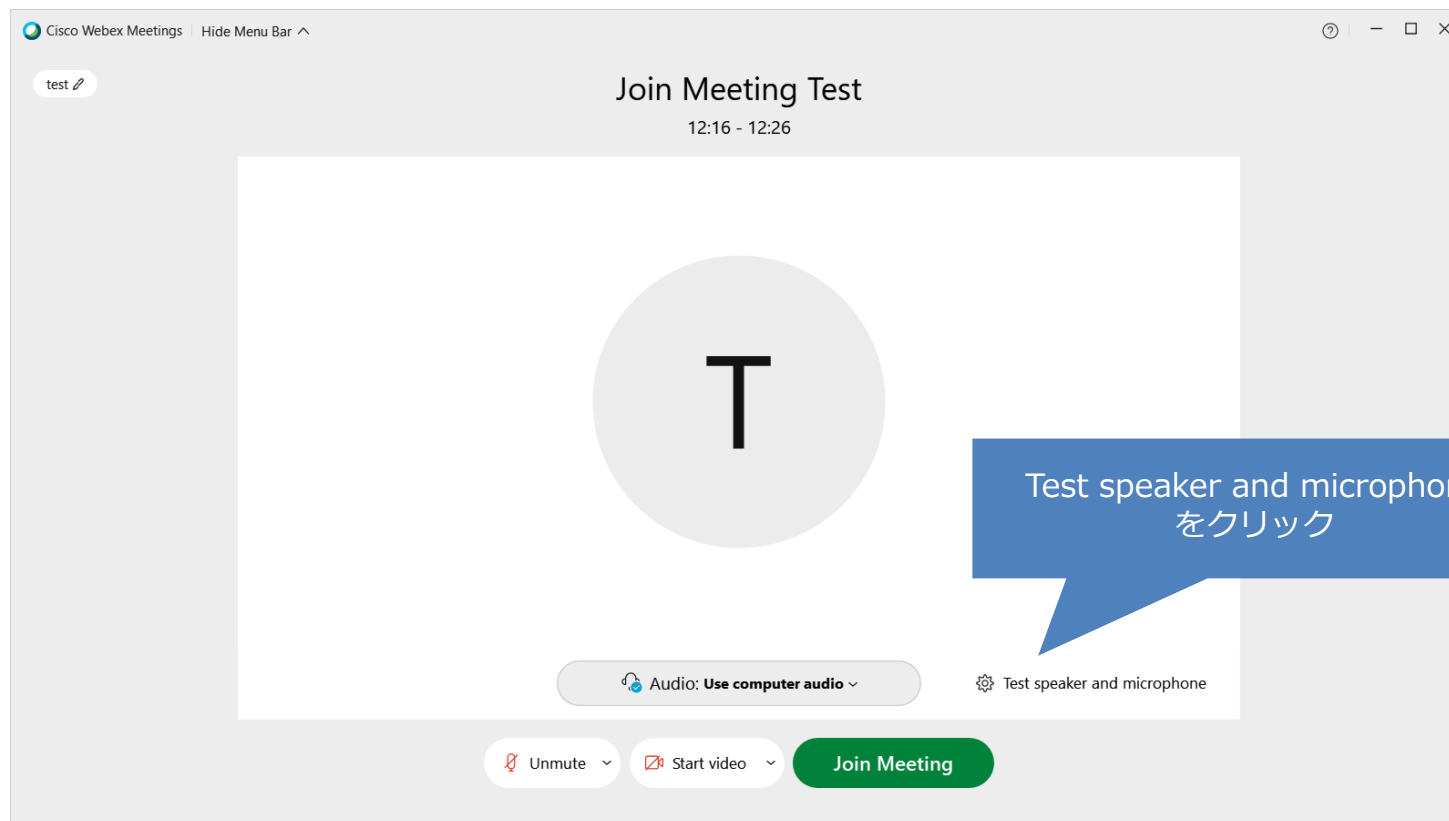 Cisco Webex Meetings Hide Menu Bar
test
Join Meeting Test
12:16 - 12:26
T
Test speaker and
をクリック
Audio: Use computer audio
Test speaker and microphone
Unmute
Start video
Join Meeting